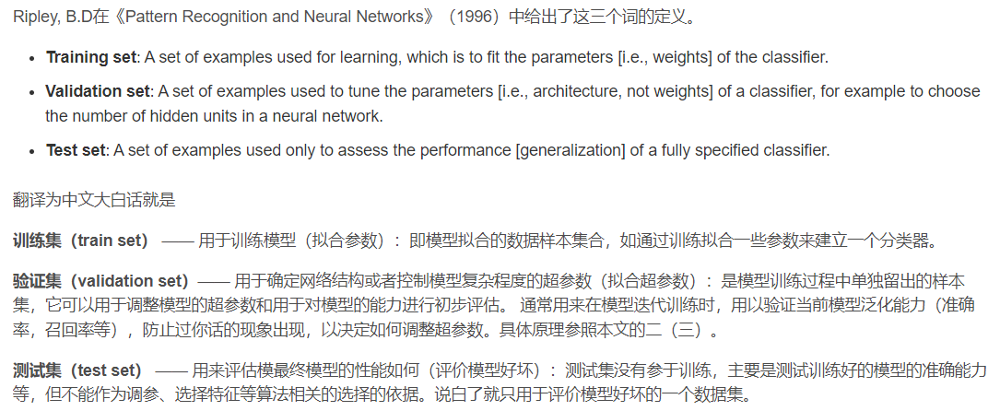 Ripley, B.D在《Pattern Recognition and Neural Networks》（1996）中给出了这三个词的定义。
• Training set: A set of examples used for learning, which is to fit the parameters [i.e., weights] of the classifier.
• Validation set: A set of examples used to tune the parameters [i.e., architecture, not weights] of a classifier, for example to choose
the number of hidden units in a neural network.
• Test set: A set of examples used only to assess the performance [generalization] of a fully specified classifier.
翻译为中文大白话就是
训练集（train set） —— 用于训练模型（拟合参数）：即模型拟合的数据样本集合，如通过训练拟合一些参数来建立一个分类器。
验证集（validation set）—— 用于确定网络结构或者控制模型复杂程度的超参数（拟合超参数）：是模型训练过程中单独留出的样本
集，它可以用于调整模型的超参数和用于对模型的能力进行初步评估。 通常用来在模型迭代训练时，用以验证当前模型泛化能力（准确
率，召回率等），防止过你话的现象出现，以决定如何调整超参数。具体原理参照本文的二（三）。
测试集（test set） —— 用来评估模最终模型的性能如何（评价模型好坏）：测试集没有参于训练，主要是测试训练好的模型的准确能力
等，但不能作为调参、选择特征等算法相关的选择的依据。说白了就只用于评价模型好坏的一个数据集。